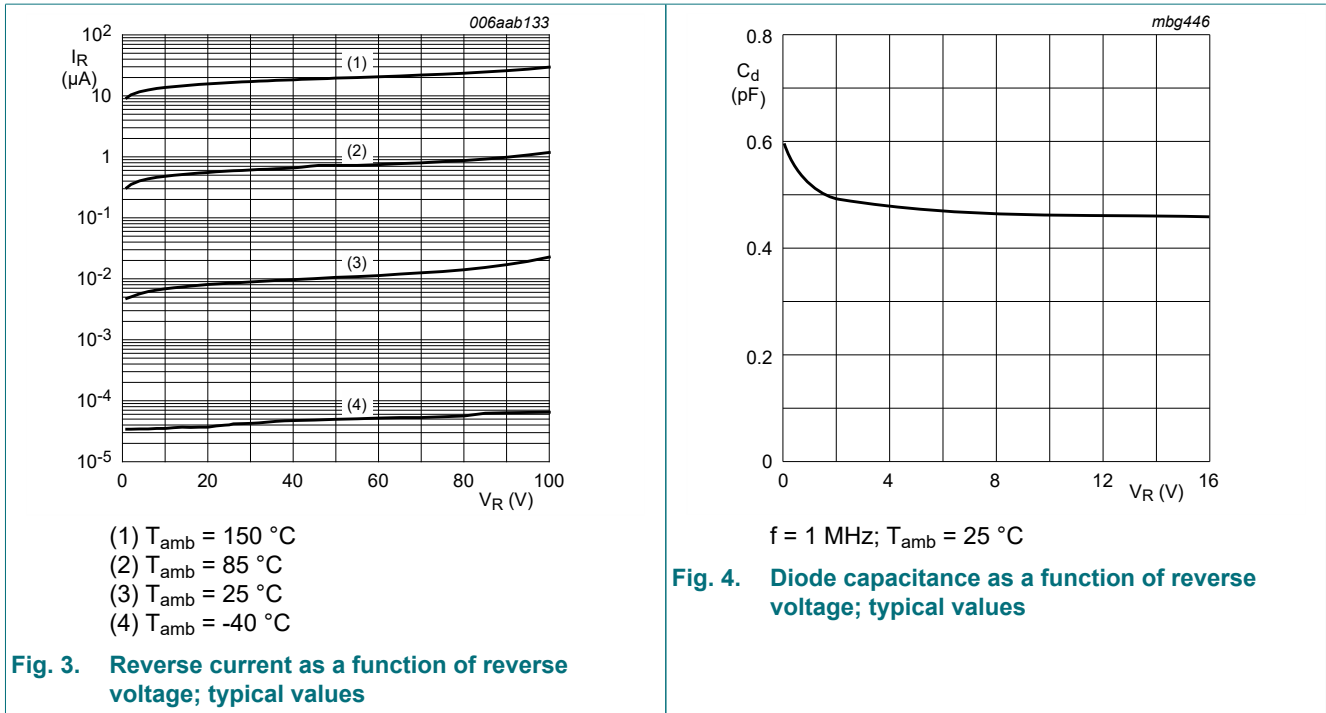 006aab133
10²
I_R
(μA)
10
1
10⁻¹
10⁻²
10⁻³
10⁻⁴
10⁻⁵
(1)
(2)
(3)
(4)
0 20 40 60 80 100
V_R (V)
(1) T_amb = 150 °C
(2) T_amb = 85 °C
(3) T_amb = 25 °C
(4) T_amb = -40 °C
Fig. 3. Reverse current as a function of reverse
voltage; typical values
mbg446
0.8
C_d
(pF)
0.6
0.4
0.2
0
0 4 8 12 16
V_R (V)
f = 1 MHz; T_amb = 25 °C
Fig. 4. Diode capacitance as a function of reverse
voltage; typical values